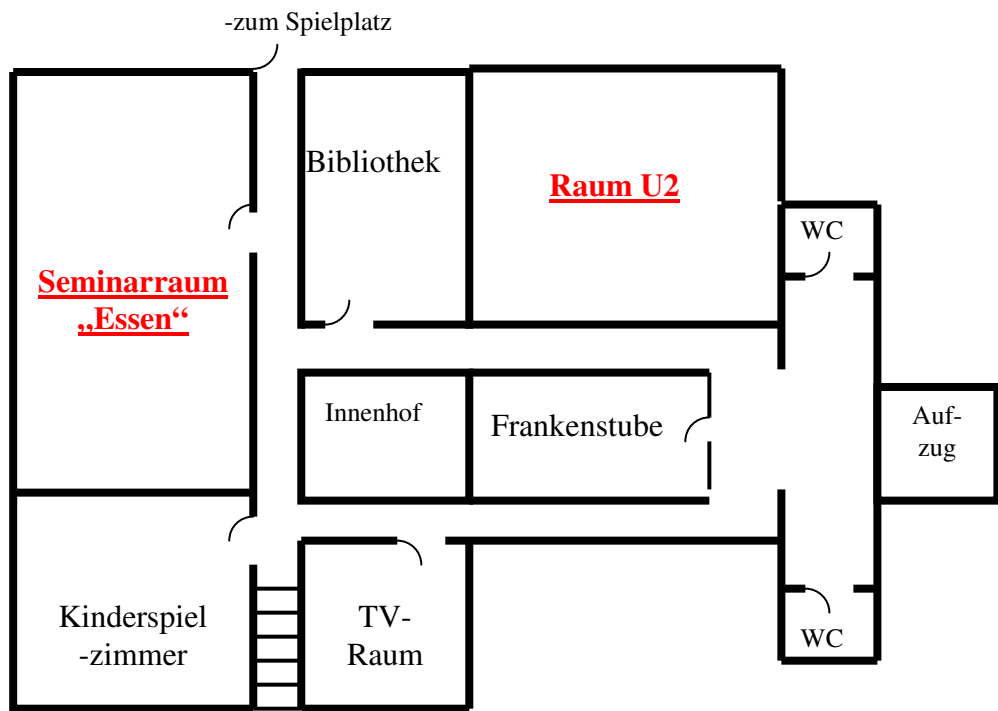 -zum Spielplatz
Bibliothek
Raum U2
WC
Seminarraum
„Essen“
Innenhof
Frankenstube
Auf-
zug
Kinderspiel
-zimmer
TV-
Raum
WC